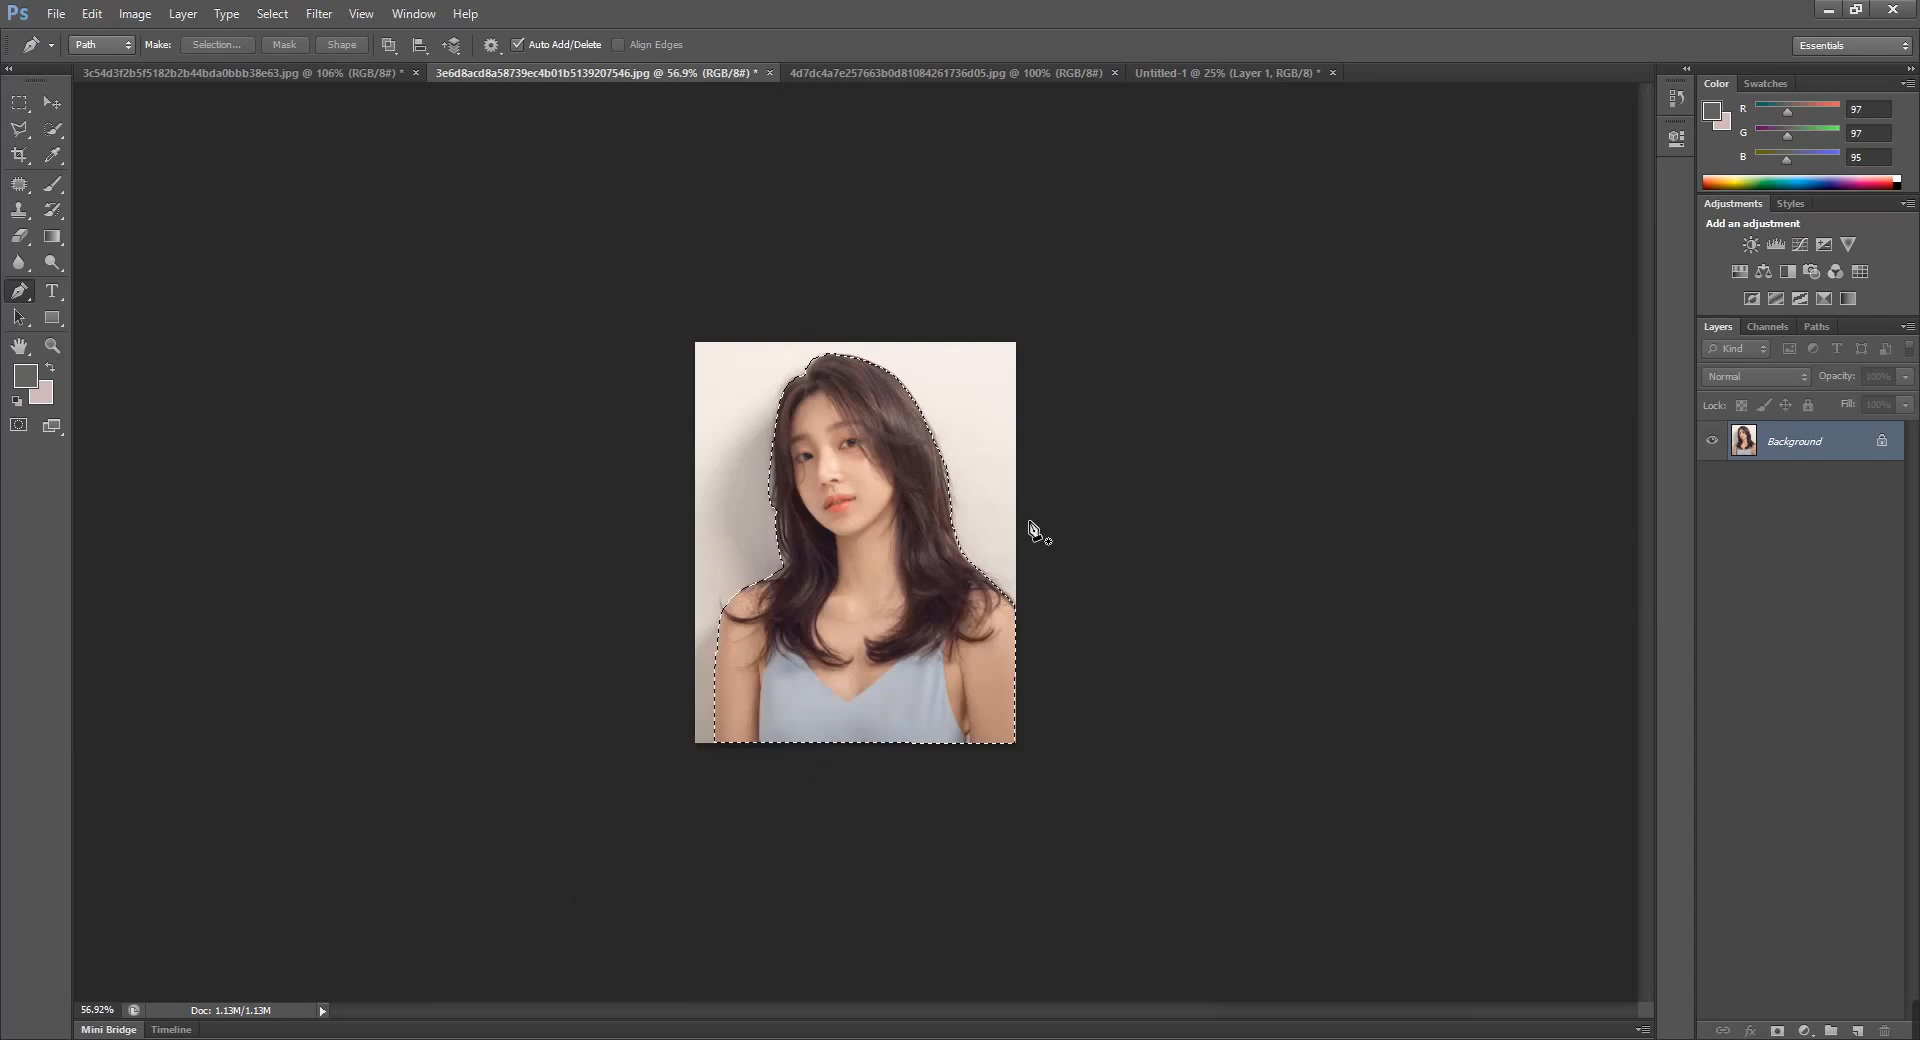 Ps File Edit Image Layer Type Select Filter View Window Help
Path Make: Selection... Mask Shape Auto Add/Delete Align Edges Essentials
3c54d3f2b5f5182b2b44bda0bbb38e63.jpg @ 106% (RGB/8#) * 3e6d8acd8a58739ec4b01b5139207546.jpg @ 56.9% (RGB/8#) * 4d7dc4a7e257663b0d81084261736d05.jpg @ 100% (RGB/8#) Untitled-1 @ 25% (Layer 1, RGB/8) *
Color Swatches
R 97
G 97
B 95
Adjustments Styles
Add an adjustment
Layers Channels Paths
Kind
Normal Opacity: 100%
Lock: Fill: 100%
Background
56.92% Doc: 1.13M/1.13M
Mini Bridge Timeline
fx